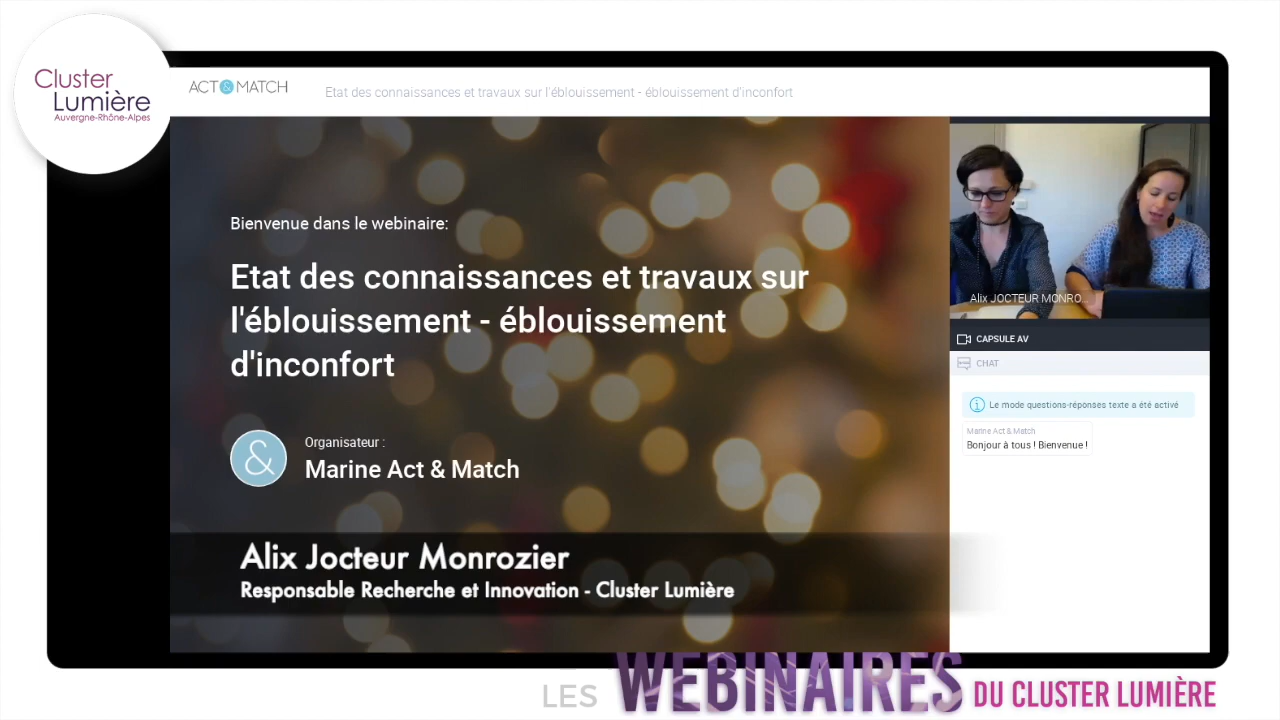 Cluster
Lumière
Auvergne-Rhône-Alpes
ACT & MATCH
Etat des connaissances et travaux sur l'éblouissement - éblouissement d'inconfort
Bienvenue dans le webinaire:
Etat des connaissances et travaux sur
l'éblouissement - éblouissement
d'inconfort
&
Organisateur :
Marine Act & Match
Alix Jocteur Monrozier
Responsable Recherche et Innovation - Cluster Lumière
Alix JOCTEUR MONRO...
CAPSULE AV
CHAT
Le mode questions-réponses texte a été activé
Marine Act & Match
Bonjour à tous ! Bienvenue !
LES WEBINAIRES DU CLUSTER LUMIÈRE